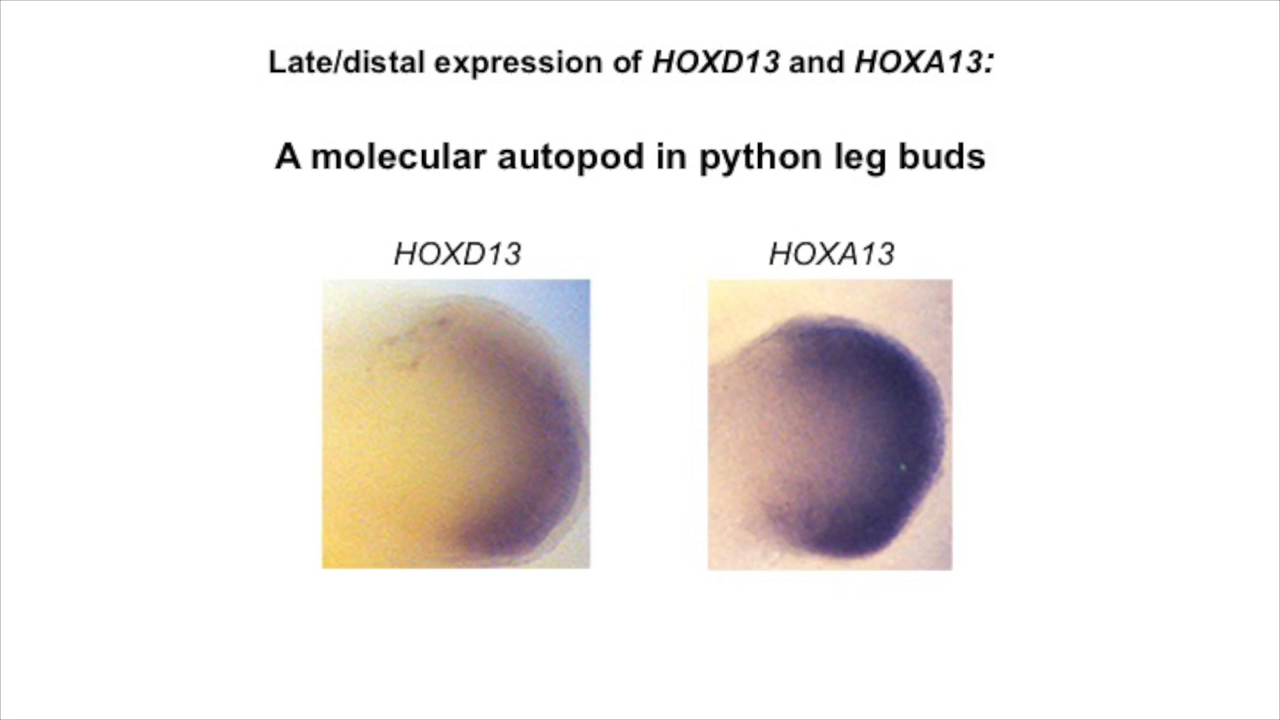 Late/distal expression of HOXD13 and HOXA13:
A molecular autopod in python leg buds
HOXD13
HOXA13